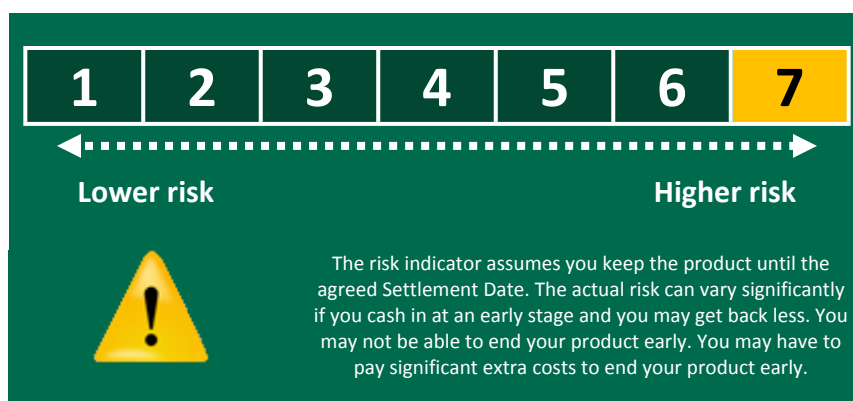 1 2 3 4 5 6 7
Lower risk Higher risk
The risk indicator assumes you keep the product until the
agreed Settlement Date. The actual risk can vary significantly
if you cash in at an early stage and you may get back less. You
may not be able to end your product early. You may have to
pay significant extra costs to end your product early.